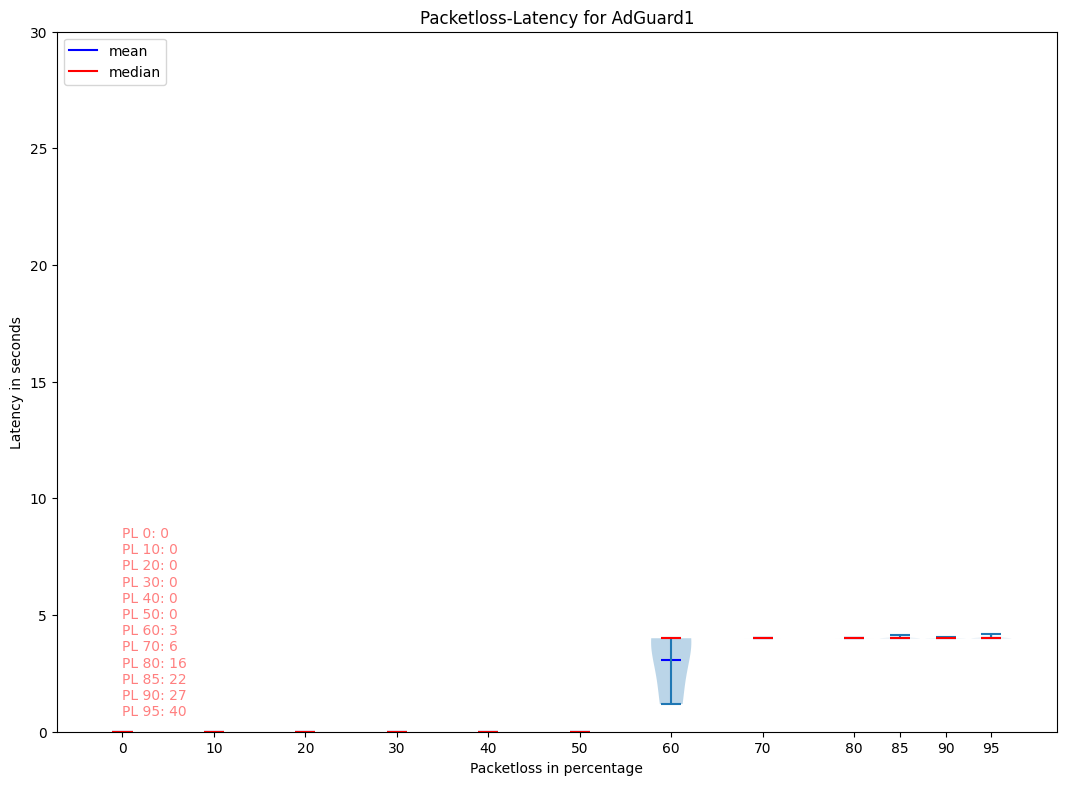 Packetloss-Latency for AdGuard1
30
mean
median
25
20
15
10
5
0
Latency in seconds
PL 0: 0
PL 10: 0
PL 20: 0
PL 30: 0
PL 40: 0
PL 50: 0
PL 60: 3
PL 70: 6
PL 80: 16
PL 85: 22
PL 90: 27
PL 95: 40
0 10 20 30 40 50 60 70 80 85 90 95
Packetloss in percentage